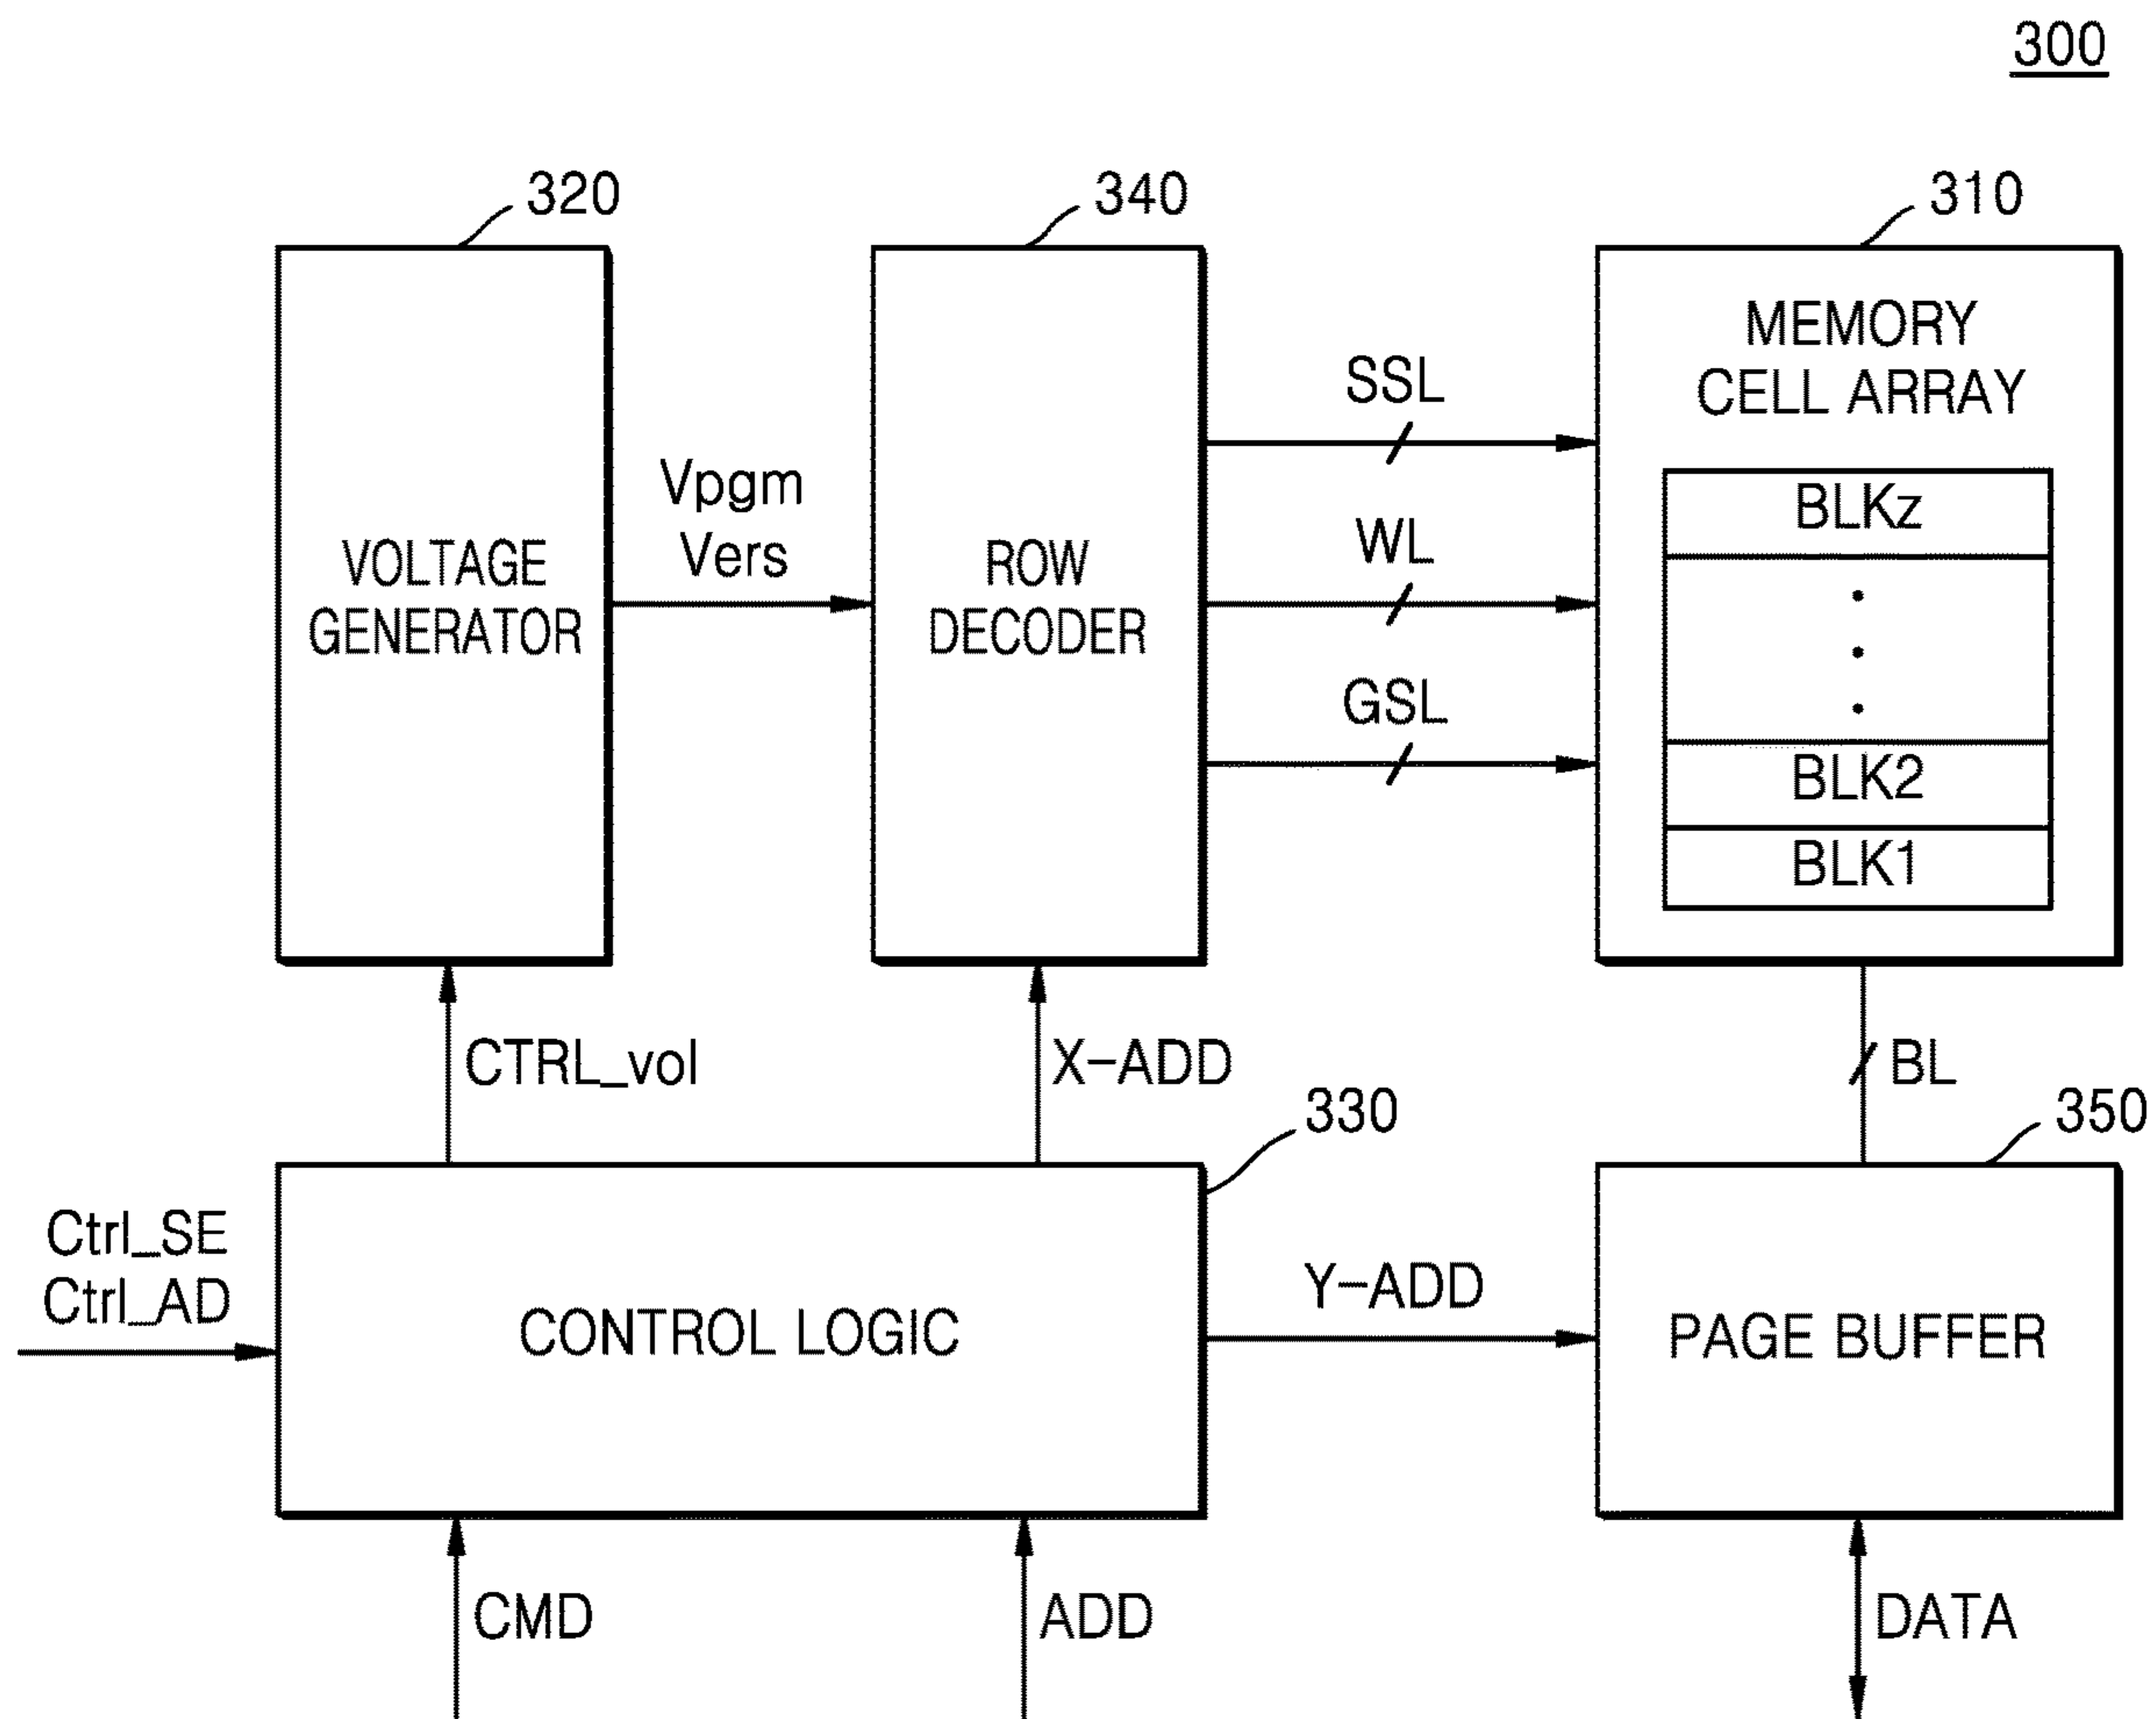 300
320
340
310
MEMORY
CELL ARRAY
SSL
Vpgm
Vers
BLKz
WL
VOLTAGE
GENERATOR
ROW
DECODER
GSL
BLK2
BLK1
CTRL_vol
X-ADD
BL
330
350
Ctrl_SE
Ctrl_AD
Y-ADD
CONTROL LOGIC
PAGE BUFFER
CMD
ADD
DATA